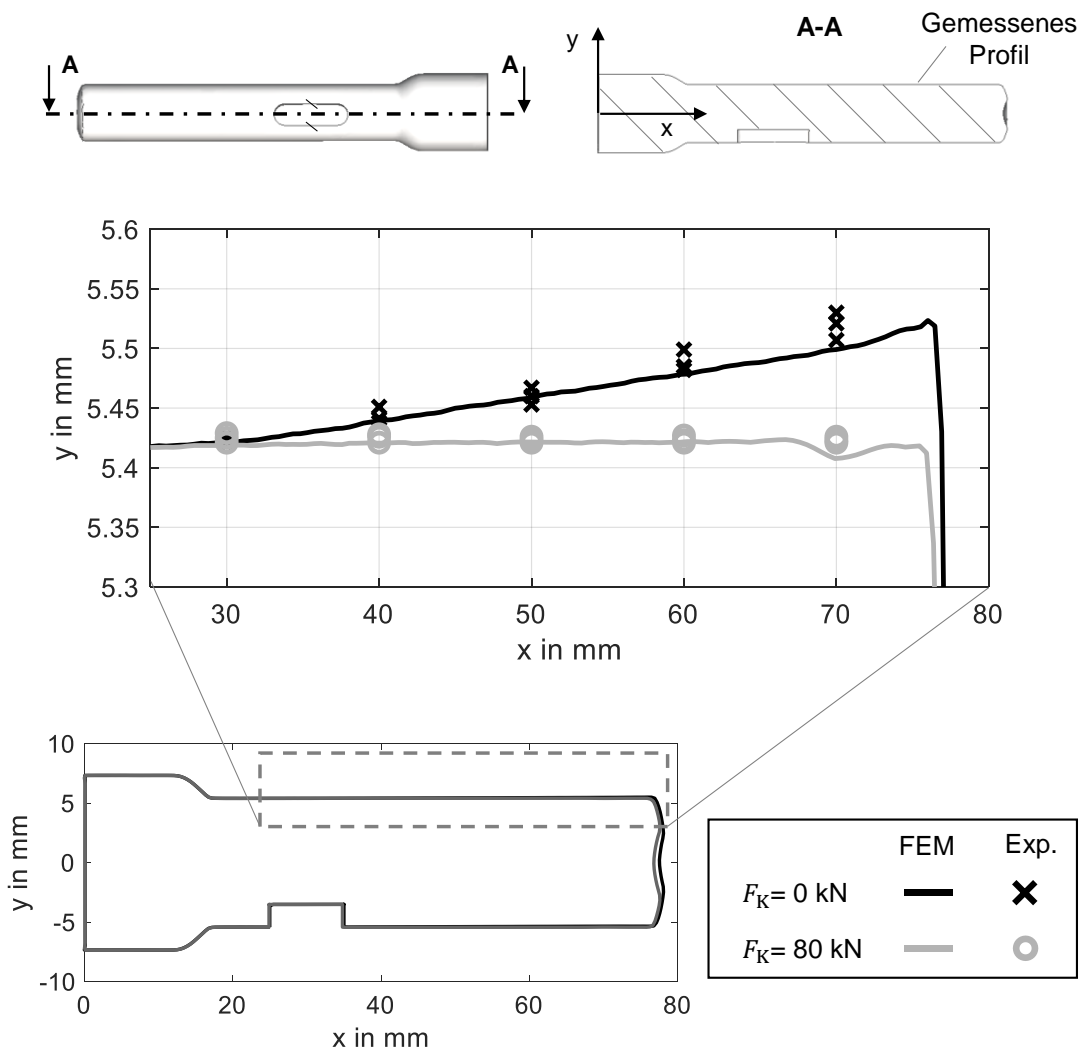 A
A
A-A
Gemessenes
Profil
y
x
5.6
5.55
5.5
5.45
5.4
5.35
5.3
y in mm
30
40
50
60
70
80
x in mm
10
5
0
-5
-10
y in mm
0
20
40
60
80
x in mm
FEM Exp.
F_K= 0 kN
F_K= 80 kN